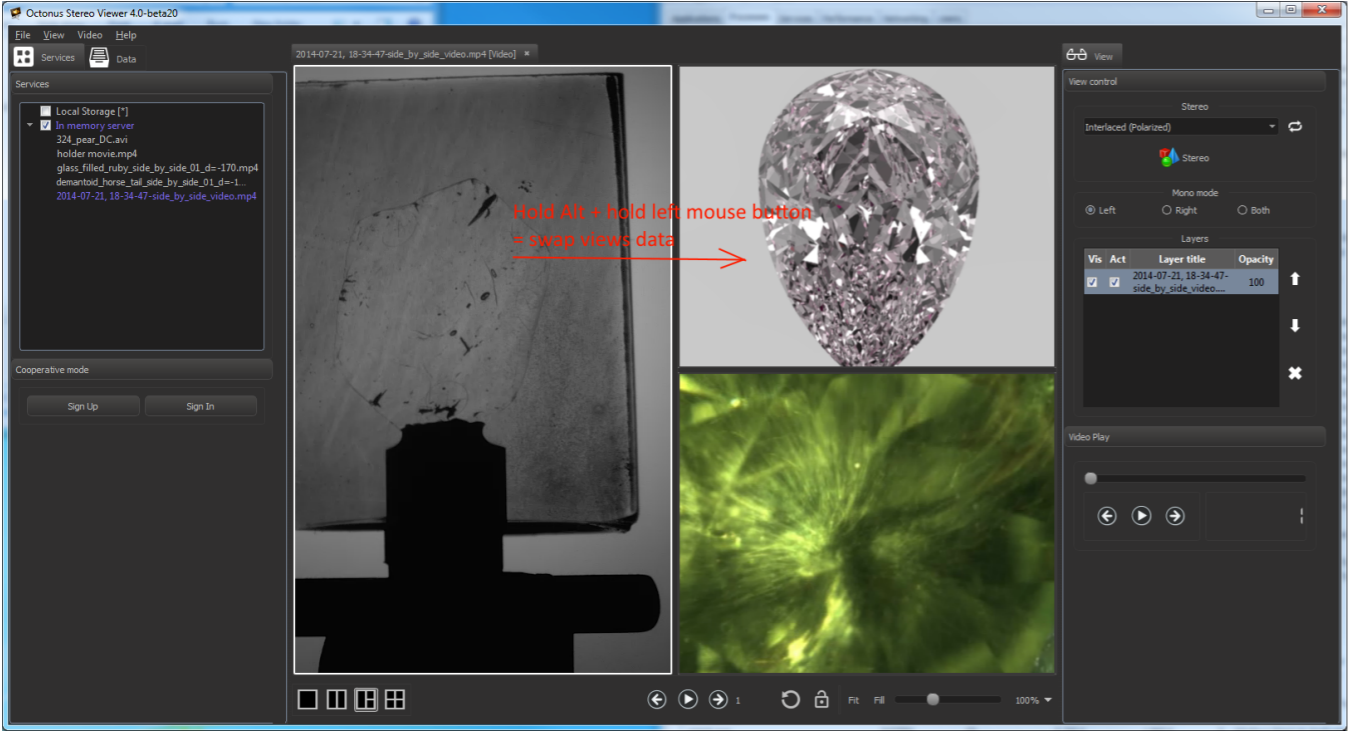 Octonus Stereo Viewer 4.0-beta20
File View Video Help
Services Data
2014-07-21, 18-34-47-side_by_side_video.mp4 [Video]
View
Services
Local Storage [*]
In memory server
324_pear_DC.avi
holder movie.mp4
glass_filled_ruby_side_by_side_01_d=-170.mp4
demantoid_horse_tail_side_by_side_01_d=-1...
2014-07-21, 18-34-47-side_by_side_video.mp4
Cooperative mode
Sign Up Sign In
Hold Alt + hold left mouse button
= swap views data
1 Fit Fill 100%
View control
Stereo
Interlaced (Polarized)
Stereo
Mono mode
Left Right Both
Layers
Vis Act Layer title Opacity
2014-07-21, 18-34-47-
side_by_side_video.... 100
Video Play